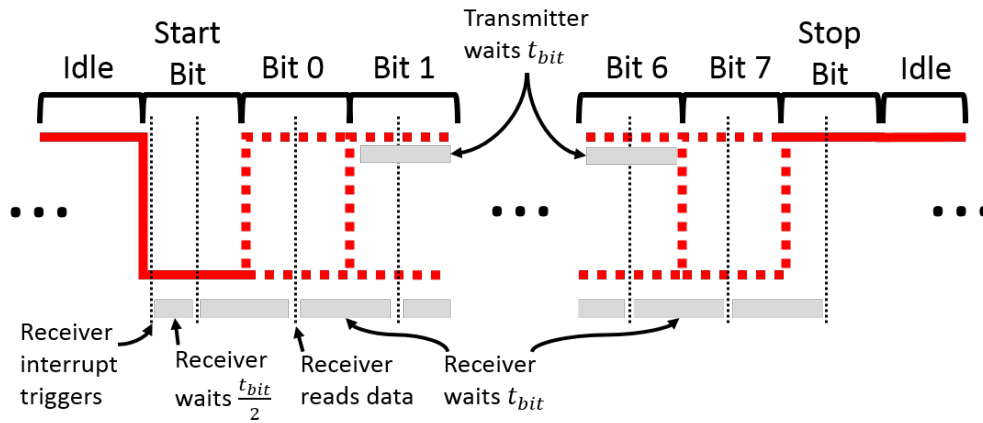 Transmitter
waits t_bit
Start
Bit
Stop
Bit
Idle
Bit 0
Bit 1
Bit 6
Bit 7
Idle
...
...
...
Receiver
interrupt
triggers
Receiver
waits t_bit/2
Receiver
reads data
Receiver
waits t_bit